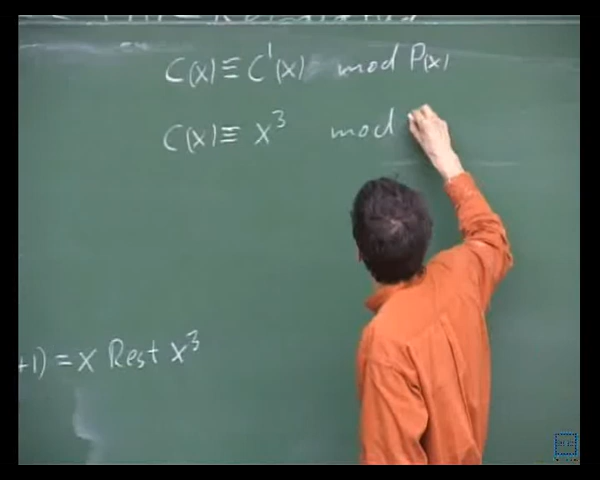 C(x) ≡ C'(x) mod P(x)
C(x) ≡ x³ mod
+1) = x Rest x³